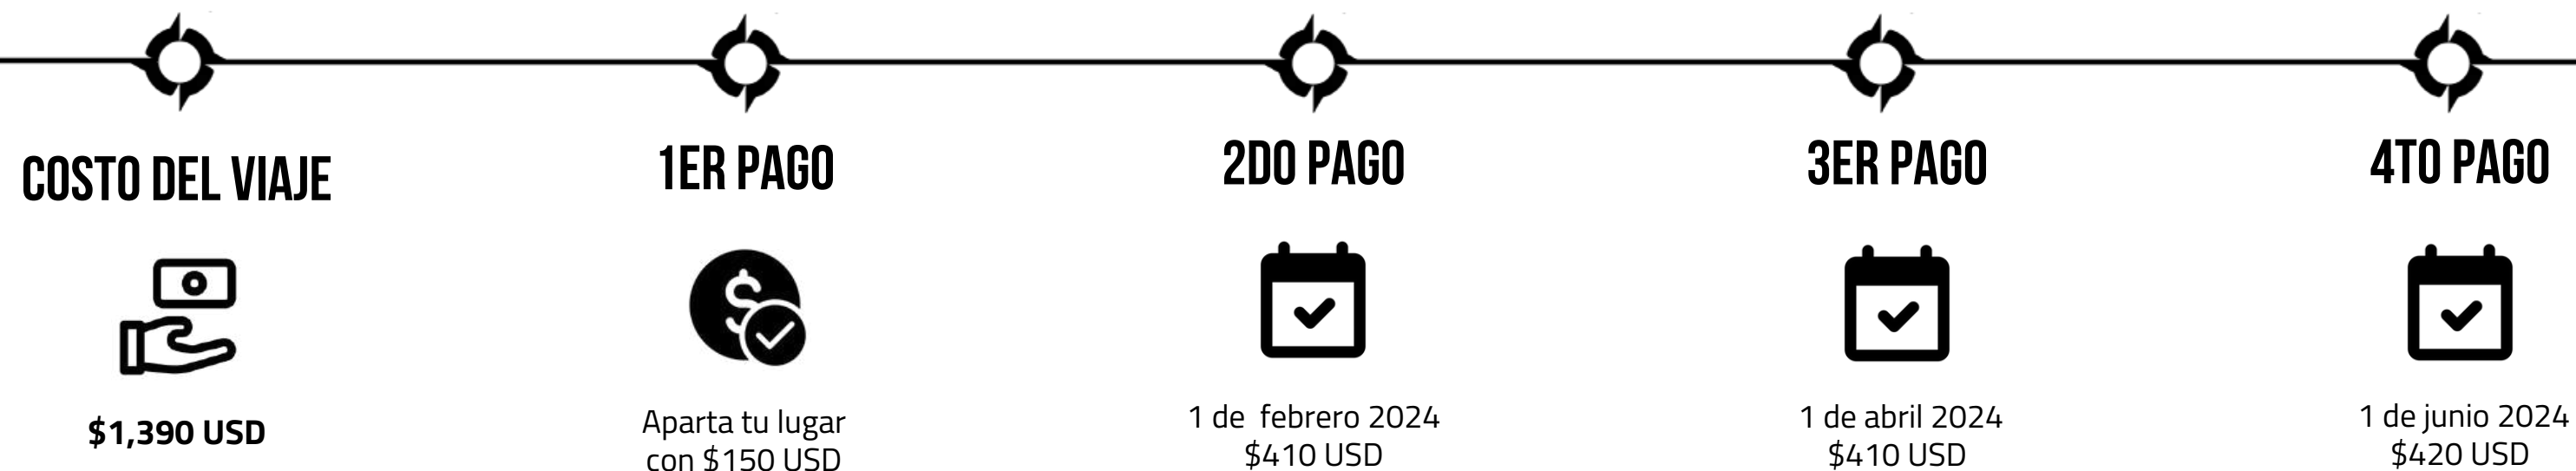 COSTO DEL VIAJE
$1,390 USD
1ER PAGO
Aparta tu lugar
con $150 USD
2DO PAGO
1 de febrero 2024
$410 USD
3ER PAGO
1 de abril 2024
$410 USD
4TO PAGO
1 de junio 2024
$420 USD